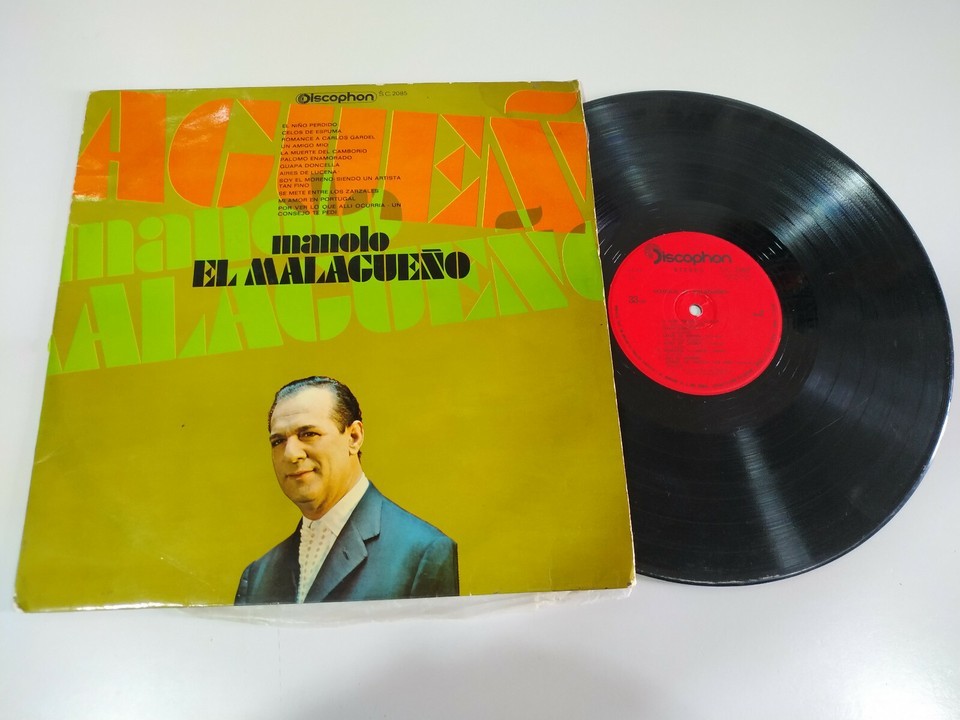 Discophon S.C. 2085
AGUEÑ
EL NIÑO PERDIDO
CELOS DE ESPUMA
ROMANCE A CARLOS GARDEL
UN AMIGO MIO
LA MUERTE DEL CAMBORIO
PALOMO ENAMORADO
GUAPA DONCELLA
AIRES DE LUCENA
SOY EL MORENO-SIENDO UN ARTISTA
TAN FINO
SE METE ENTRE LOS ZARZALES
MI AMOR EN PORTUGAL
POR VER LO QUE ALLI OCURRIA - UN
CONSEJO TE PEDI
manolo
ALAGUEÑO
manolo
EL MALAGUEÑO
Discophon
STEREO